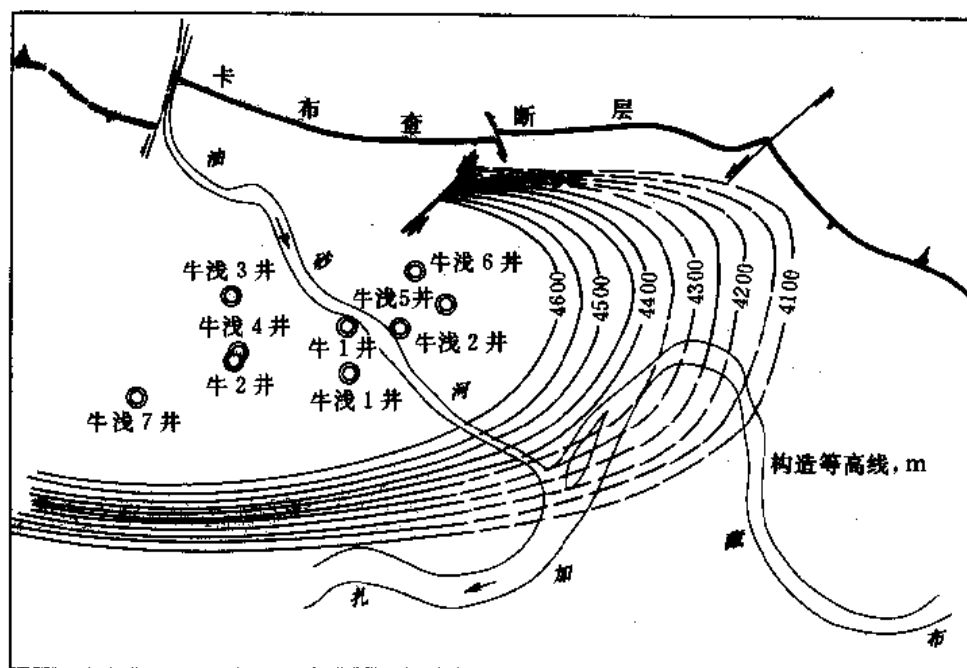 卡布查断层
油砂河
牛浅6井
牛浅3井
牛浅5井
牛浅4井
牛1井
牛浅2井
牛2井
牛浅1井
牛浅7井
4600
4500
4400
4300
4200
4100
构造等高线，m
扎加藏布